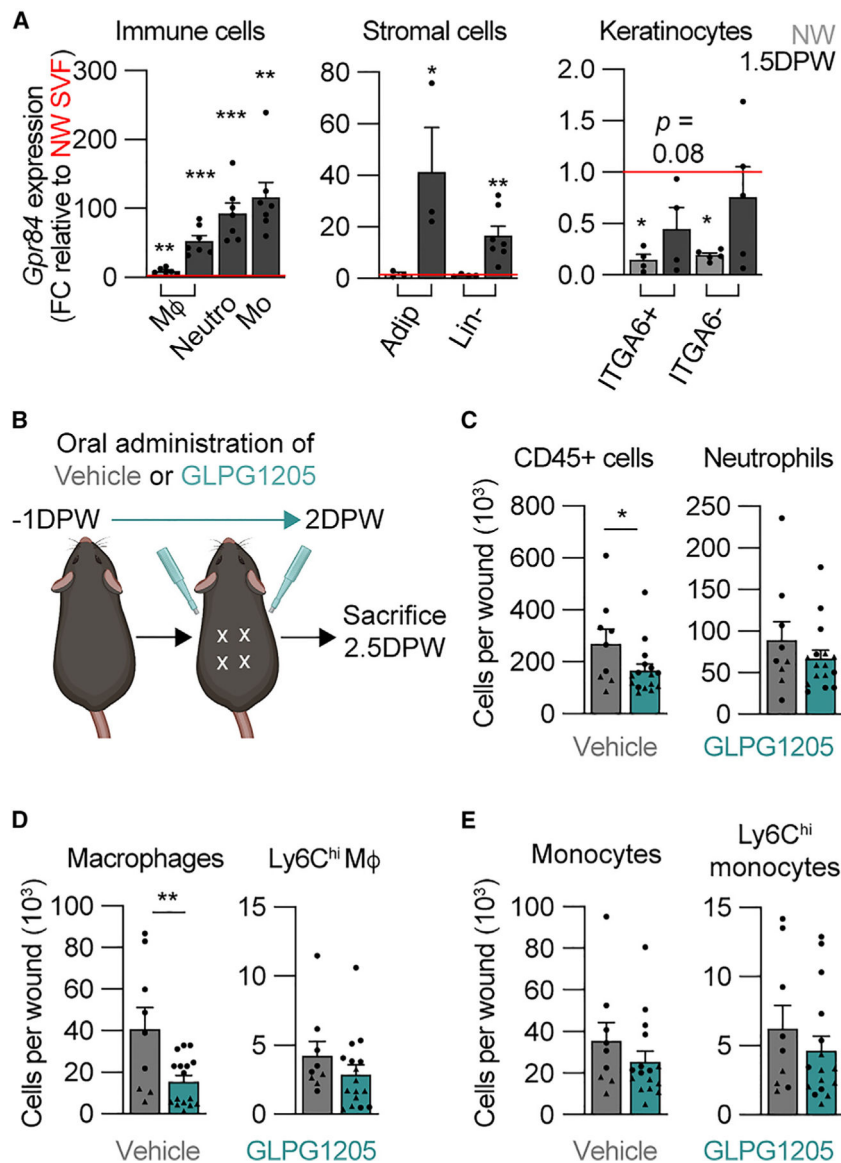 A
Immune cells
Stromal cells
Keratinocytes
NW
1.5DPW
Gpr84 expression
(FC relative to NW SVF)
300
200
100
0
**
***
***
**
Mϕ
Neutro
Mo
80
60
40
20
0
*
**
Adip
Lin-
2.0
1.5
1.0
0.5
0.0
p =
0.08
*
*
ITGA6+
ITGA6-
B
Oral administration of
Vehicle or GLPG1205
-1DPW
2DPW
x x
x x
Sacrifice
2.5DPW
C
CD45+ cells
Neutrophils
Cells per wound (10³)
800
600
400
200
0
*
250
200
150
100
50
0
Vehicle
GLPG1205
D
Macrophages
Ly6Cʰⁱ Mϕ
Cells per wound (10³)
100
80
60
40
20
0
**
15
10
5
0
Vehicle
GLPG1205
E
Monocytes
Ly6Cʰⁱ
monocytes
Cells per wound (10³)
100
80
60
40
20
0
15
10
5
0
Vehicle
GLPG1205